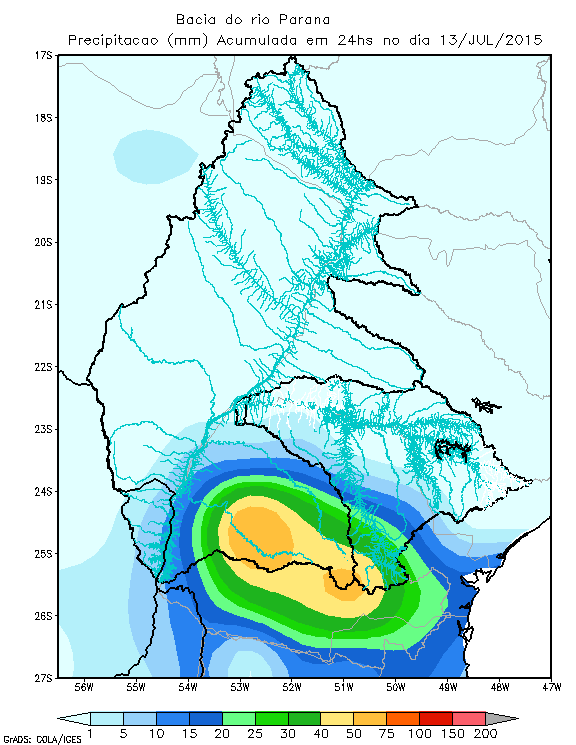 Bacia do rio Parana
Precipitacao (mm) Acumulada em 24hs no dia 13/JUL/2015
17S
18S
19S
20S
21S
22S
23S
24S
25S
26S
27S
56W 55W 54W 53W 52W 51W 50W 49W 48W 47W
1 5 10 15 20 25 30 40 50 75 100 150 200
GrADS: COLA/IGES